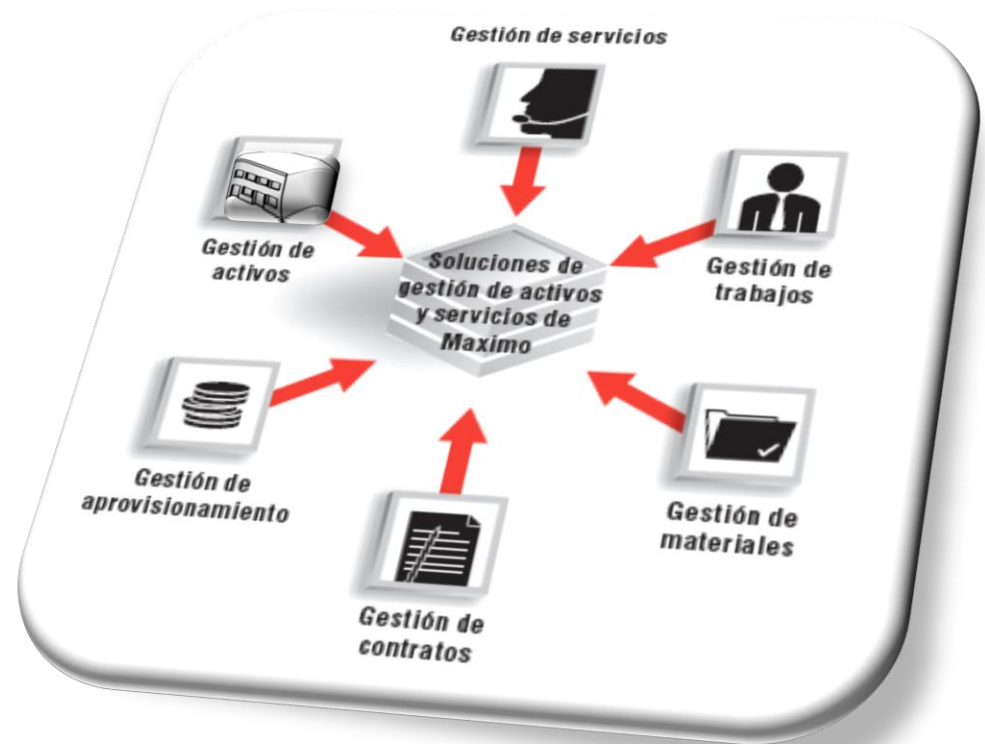 Gestión de servicios
Gestión de
activos
Gestión de
trabajos
Soluciones de
gestión de activos
y servicios de
Maximo
Gestión de
aprovisionamiento
Gestión de
materiales
Gestión de
contratos